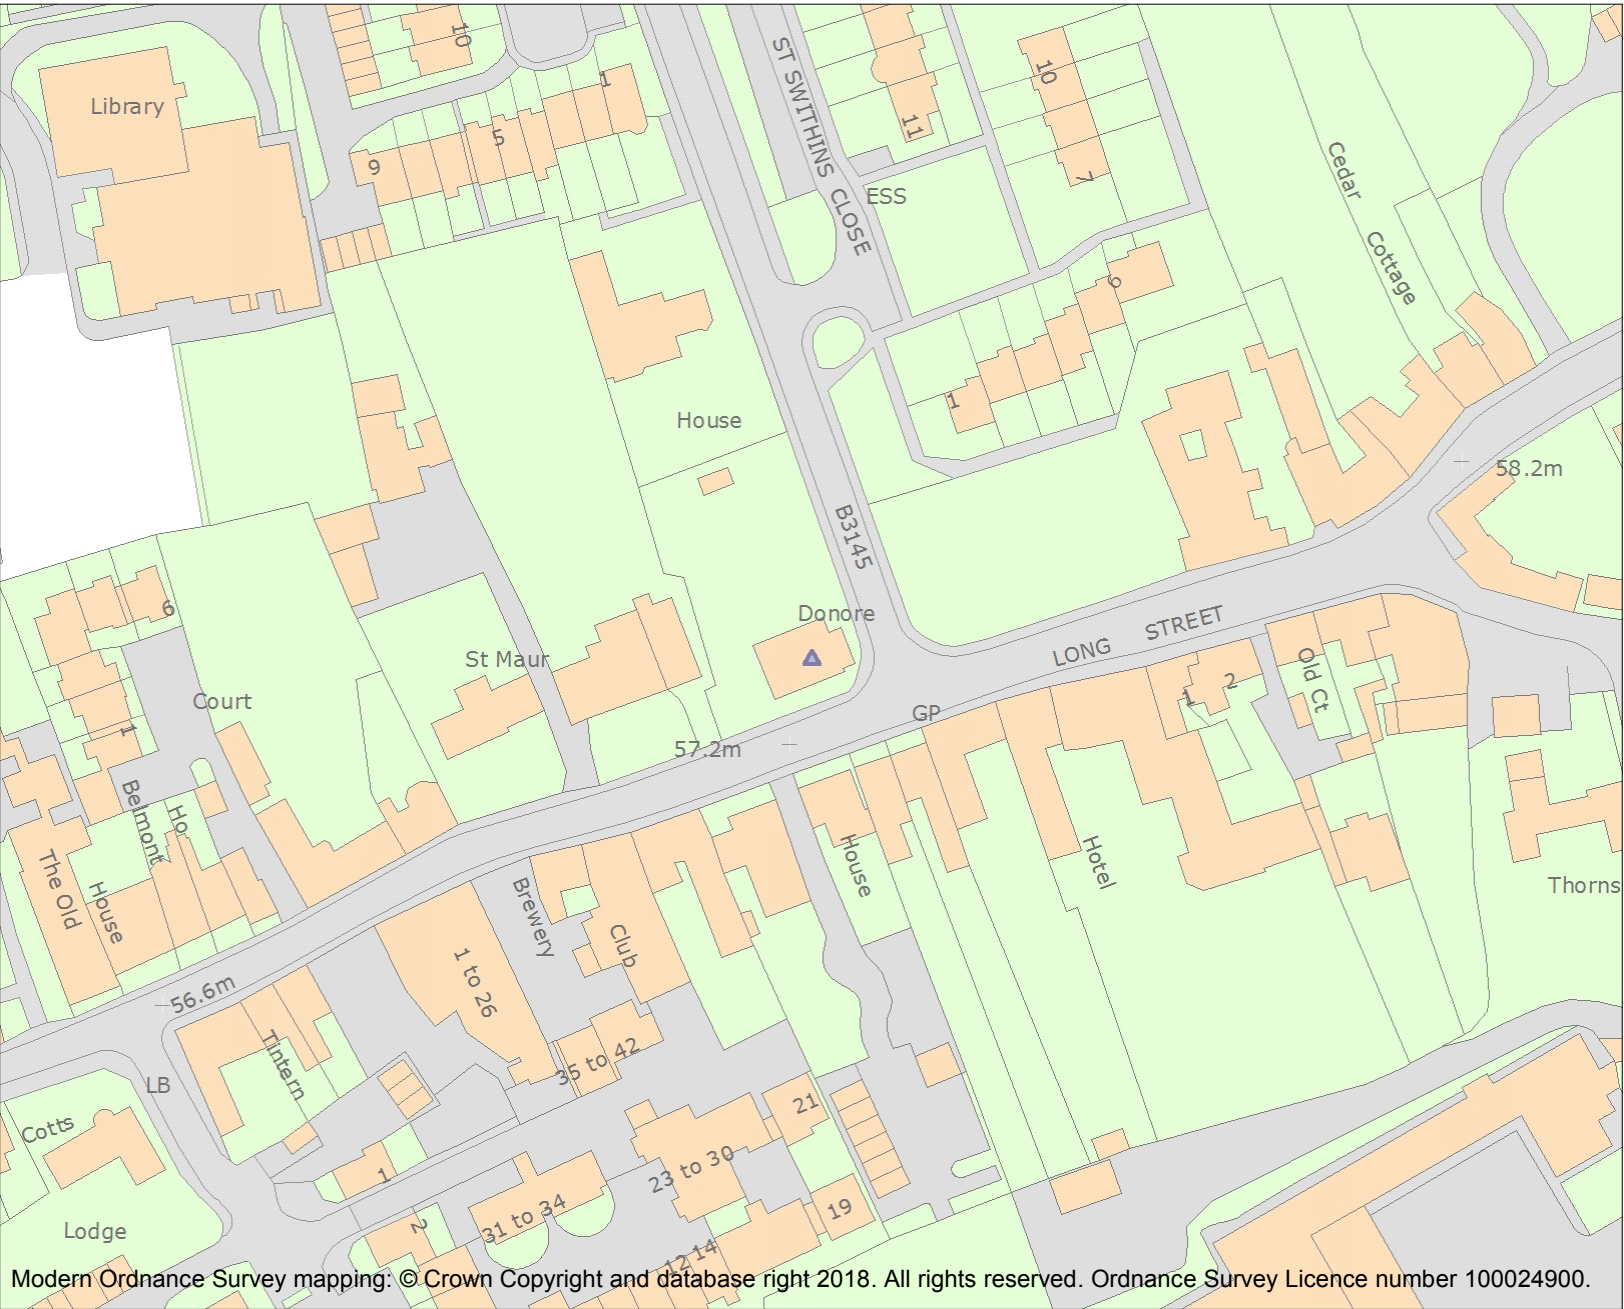 10
1
Library
5
9
ST SWITHINS CLOSE
11
10
7
ESS
Cedar
Cottage
6
1
House
B3145
58.2m
Donore
LONG STREET
6
St Maur
Court
1
GP
57.2m
1
2
Old Ct
Belmont
Ho
The Old
House
Brewery
Club
House
Hotel
Thorns
1 to 26
56.6m
Tintern
35 to 42
LB
Cotts
21
1
23 to 30
31 to 34
19
2
Lodge
12
14
Modern Ordnance Survey mapping: © Crown Copyright and database right 2018. All rights reserved. Ordnance Survey Licence number 100024900.